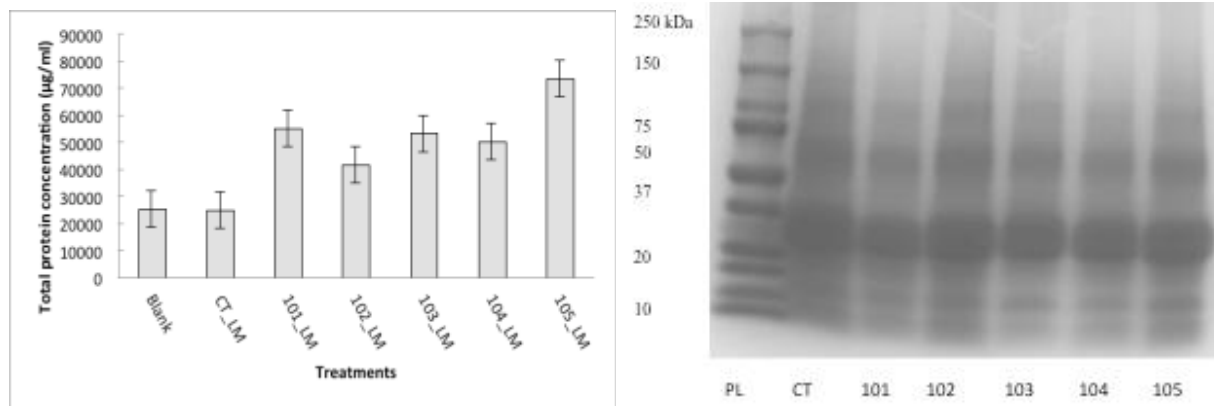 Total protein concentration (µg/ml)
90000
80000
70000
60000
50000
40000
30000
20000
10000
0
Blank
CT_LM
101_LM
102_LM
103_LM
104_LM
105_LM
Treatments
250 kDa
150
75
50
37
20
10
PL CT 101 102 103 104 105